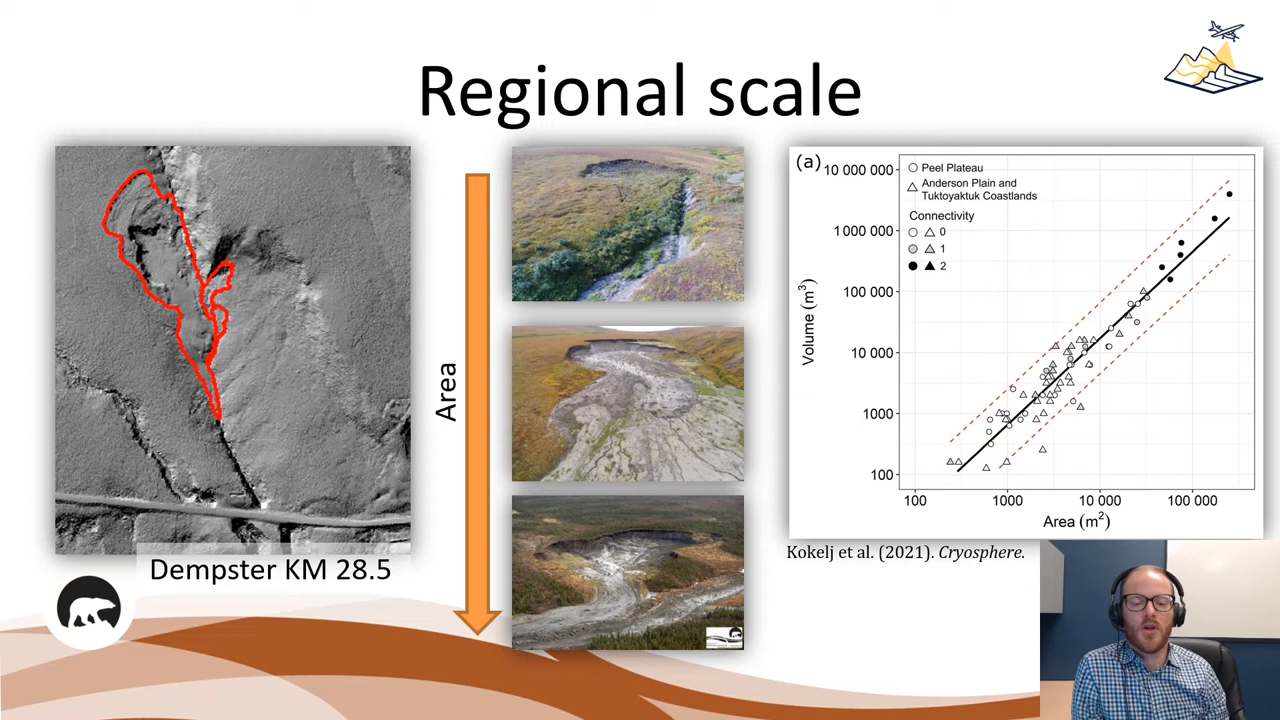 Regional scale
Dempster KM 28.5
Area
(a)
Peel Plateau
Anderson Plain and
Tuktoyaktuk Coastlands
Connectivity
0
1
2
Volume (m³)
10 000 000
1000 000
100 000
10 000
1000
100
100
1000
10 000
100 000
Area (m²)
Kokelj et al. (2021). Cryosphere.